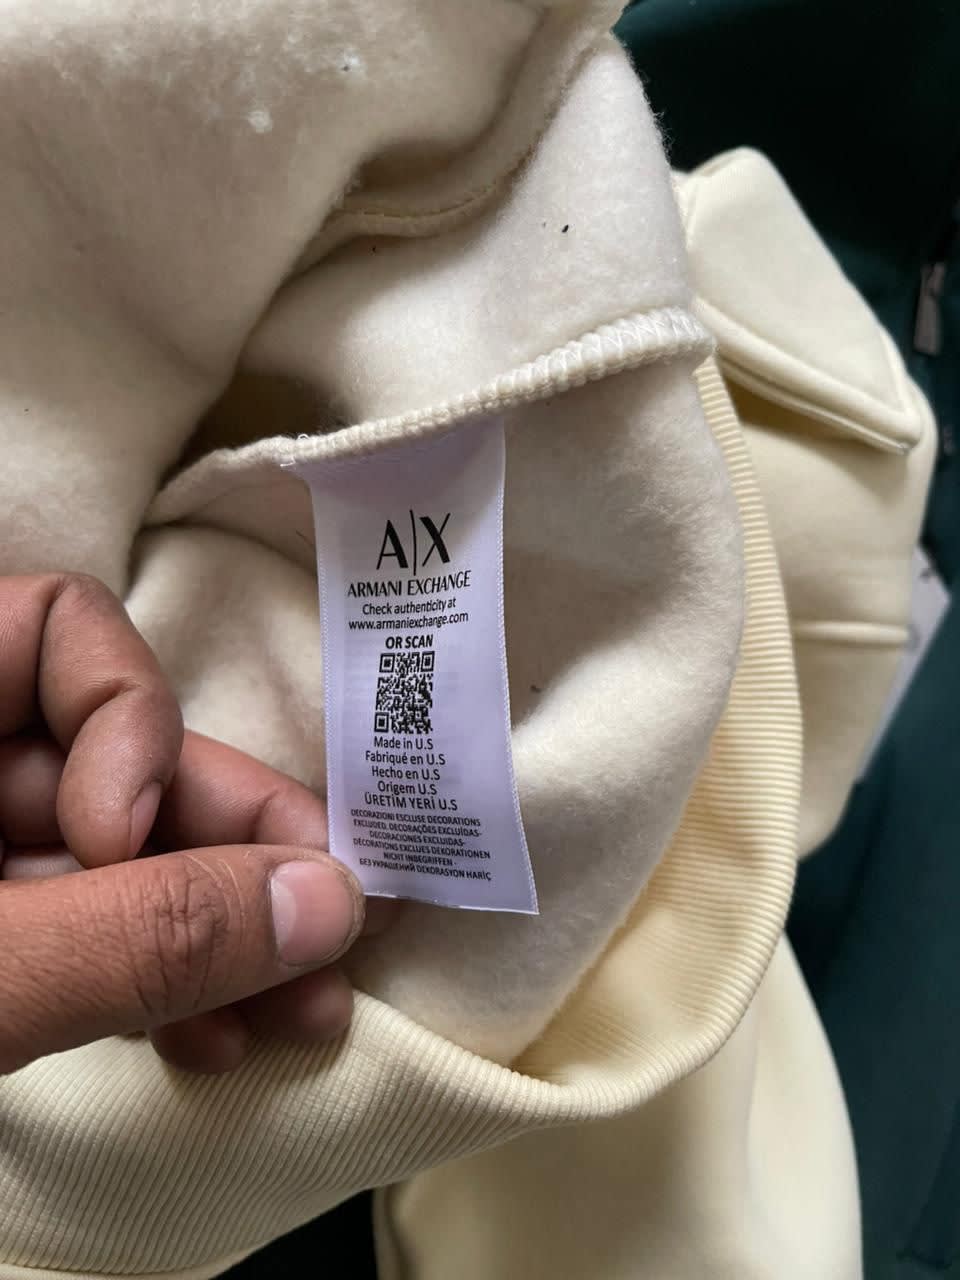 A|X
ARMANI EXCHANGE
Check authenticity at
www.armaniexchange.com
OR SCAN
Made in U.S
Fabriqué en U.S
Hecho en U.S
Origem U.S
ÜRETİM YERİ U.S
DECORAZIONI ESCLUSE DECORATIONS
EXCLUDED, DECORAÇÕES EXCLUÍDAS-
DECORACIONES EXCLUIDAS-
DÉCORATIONS EXCLUES DEKORATIONEN
NICHT INBEGRIFFEN -
БЕЗ УКРАШЕНИЙ DEKORASYON HARİÇ